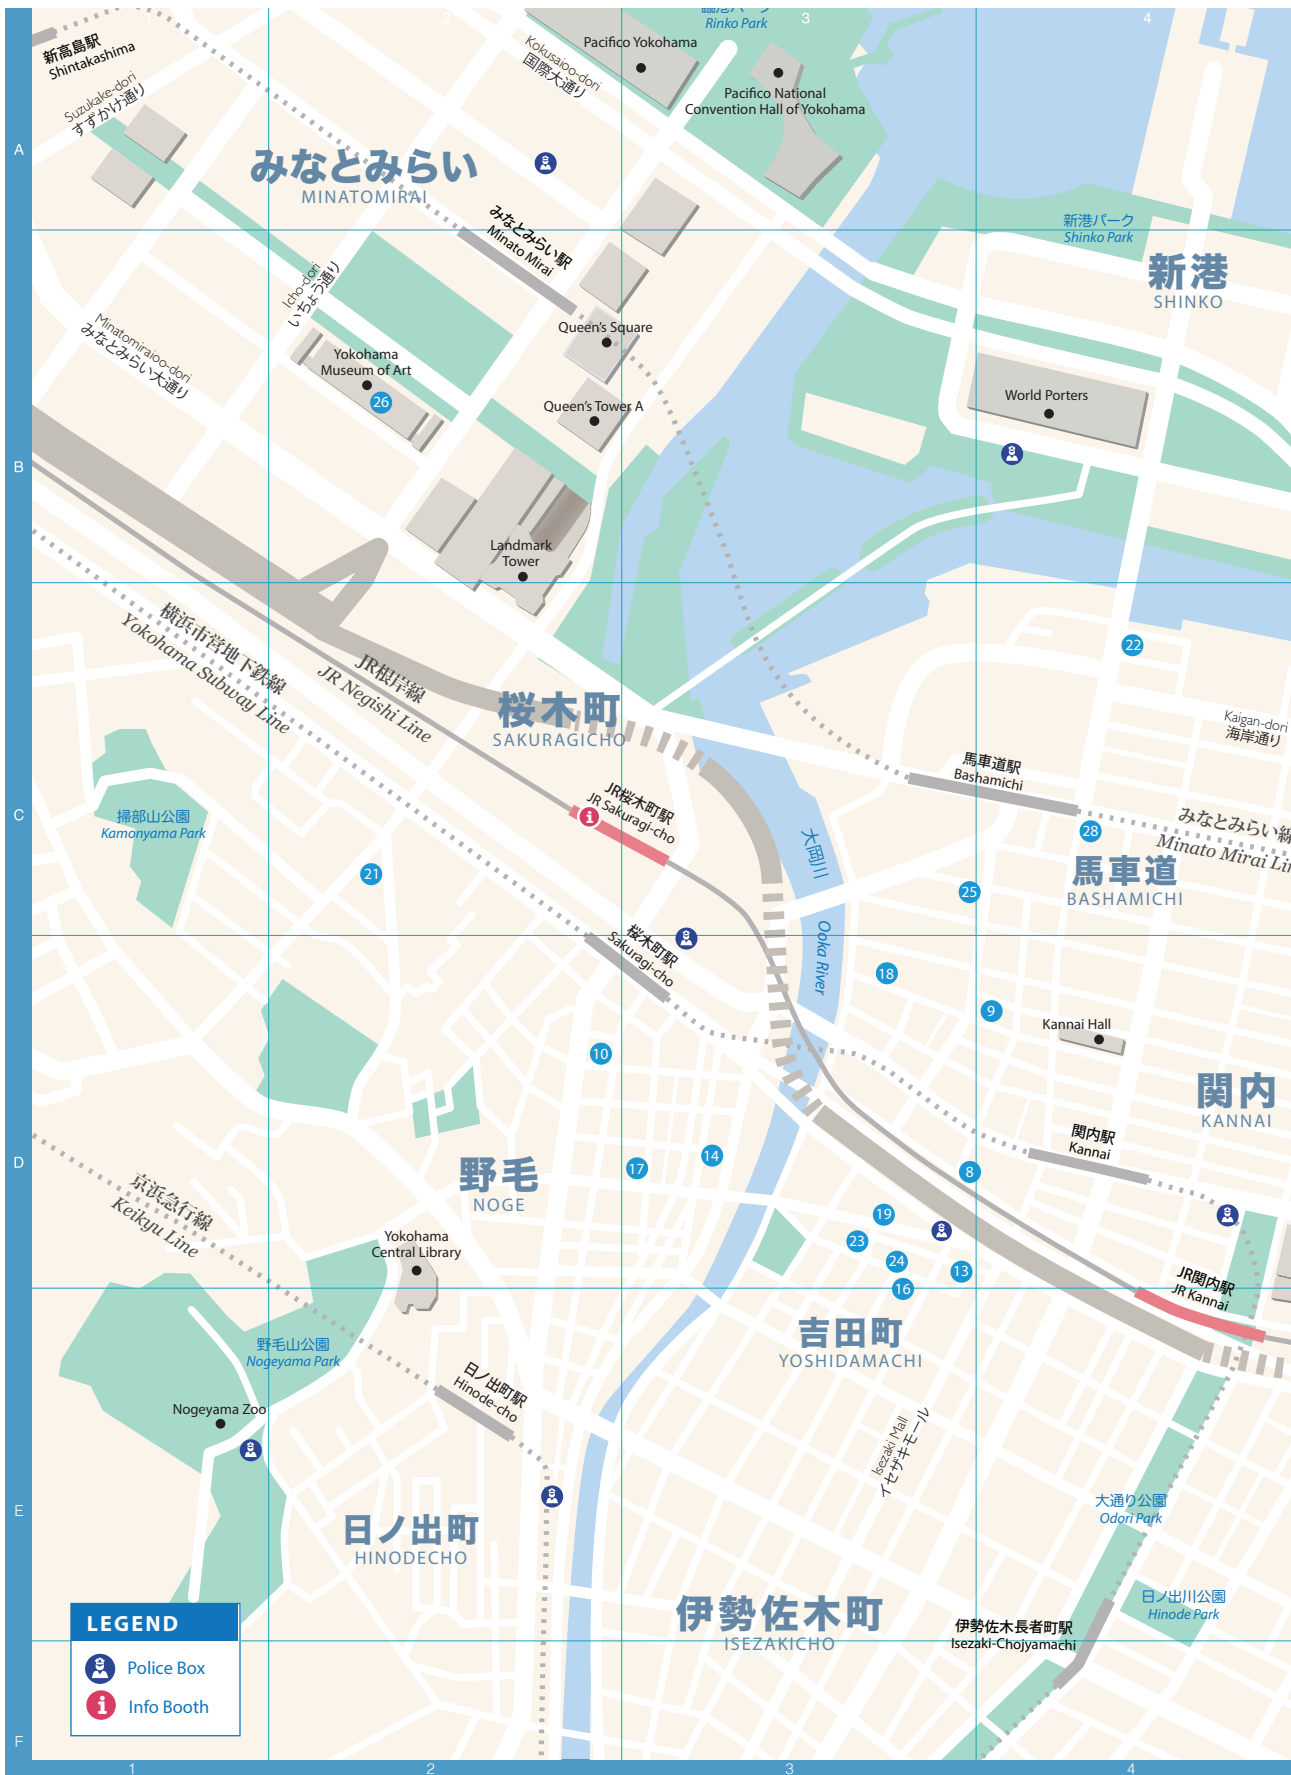 1
2
3
4
臨港パーク
Rinko Park
新高島駅
Shintakashima
Suzukake-dori
すずかけ通り
Kokusaioo-dori
国際大通り
Pacifico Yokohama
Pacifico National
Convention Hall of Yokohama
A
みなとみらい
MINATOMIRAI
みなとみらい駅
Minato Mirai
新港パーク
Shinko Park
新港
SHINKO
Icho-dori
いちょう通り
Minatomiraioo-dori
みなとみらい大通り
Queen's Square
Yokohama
Museum of Art
26
Queen's Tower A
World Porters
B
Landmark
Tower
横浜市営地下鉄線
Yokohama Subway Line
JR根岸線
JR Negishi Line
22
桜木町
SAKURAGICHO
Kaigan-dori
海岸通り
馬車道駅
Bashamichi
JR桜木町駅
JR Sakuragi-cho
C
掃部山公園
Kamonyama Park
みなとみらい線
Minato Mirai Lin
28
大岡川
Ooka River
21
馬車道
BASHAMICHI
25
桜木町駅
Sakuragi-cho
18
9
Kannai Hall
10
関内
KANNAI
関内駅
Kannai
D
野毛
NOGE
17
14
8
京浜急行線
Keikyu Line
19
23
24
13
16
Yokohama
Central Library
JR関内駅
JR Kannai
吉田町
YOSHIDAMACHI
野毛山公園
Nogeyama Park
日ノ出町駅
Hinode-cho
Nogeyama Zoo
Isezaki Mall
イセザキモール
E
大通り公園
Odori Park
日ノ出町
HINODECHO
日ノ出川公園
Hinode Park
伊勢佐木町
ISEZAKICHO
伊勢佐木長者町駅
Isezaki-Chojyamachi
LEGEND
Police Box
Info Booth
F
1
2
3
4